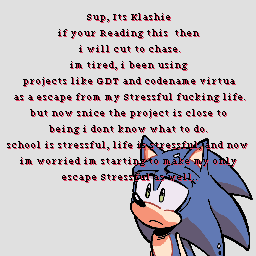 Sup, Its Klashie
if your Reading this then
i will cut to chase.
im tired, i been using
projects like GDT and codename virtua
as a escape from my Stressful fucking life.
but now snice the project is close to
being i dont know what to do.
school is stressful, life is stressful, and now
im worried im starting to make my only
escape Stressful as well.